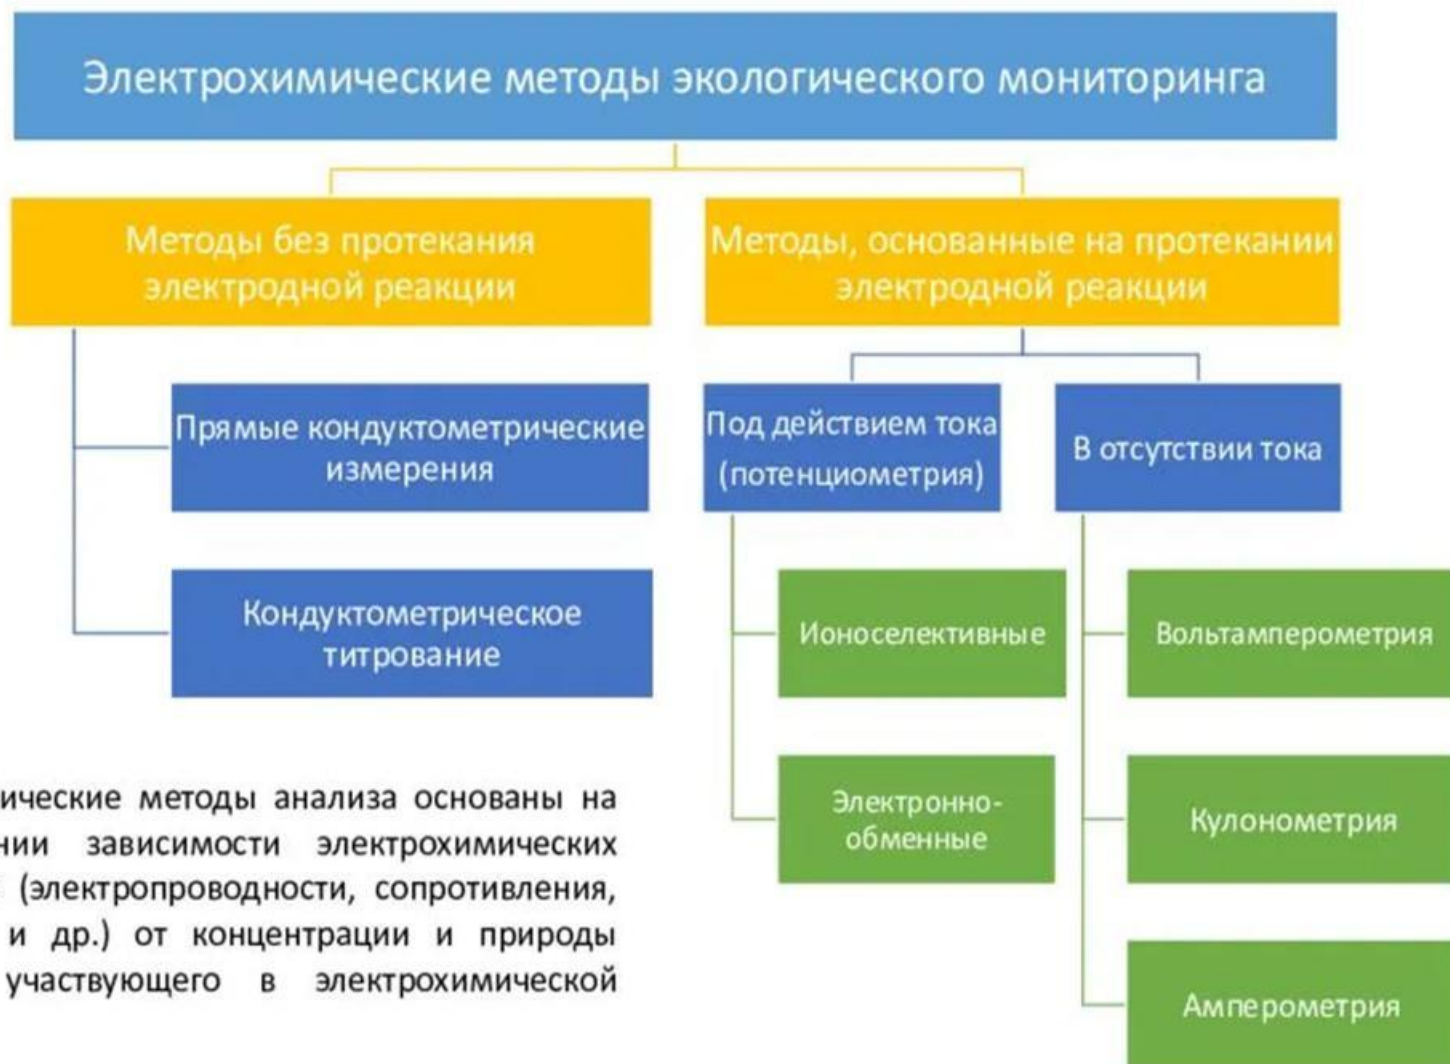 Электрохимические методы экологического мониторинга
Методы без протекания
электродной реакции
Методы, основанные на протекании
электродной реакции
Прямые кондуктометрические
измерения
Кондуктометрическое
титрование
Под действием тока
(потенциометрия)
В отсутствии тока
Ионоселективные
Электронно-
обменные
Вольтамперометрия
Кулонометрия
Амперометрия
ические методы анализа основаны на
нии зависимости электрохимических
(электропроводности, сопротивления,
и др.) от концентрации и природы
участвующего в электрохимической